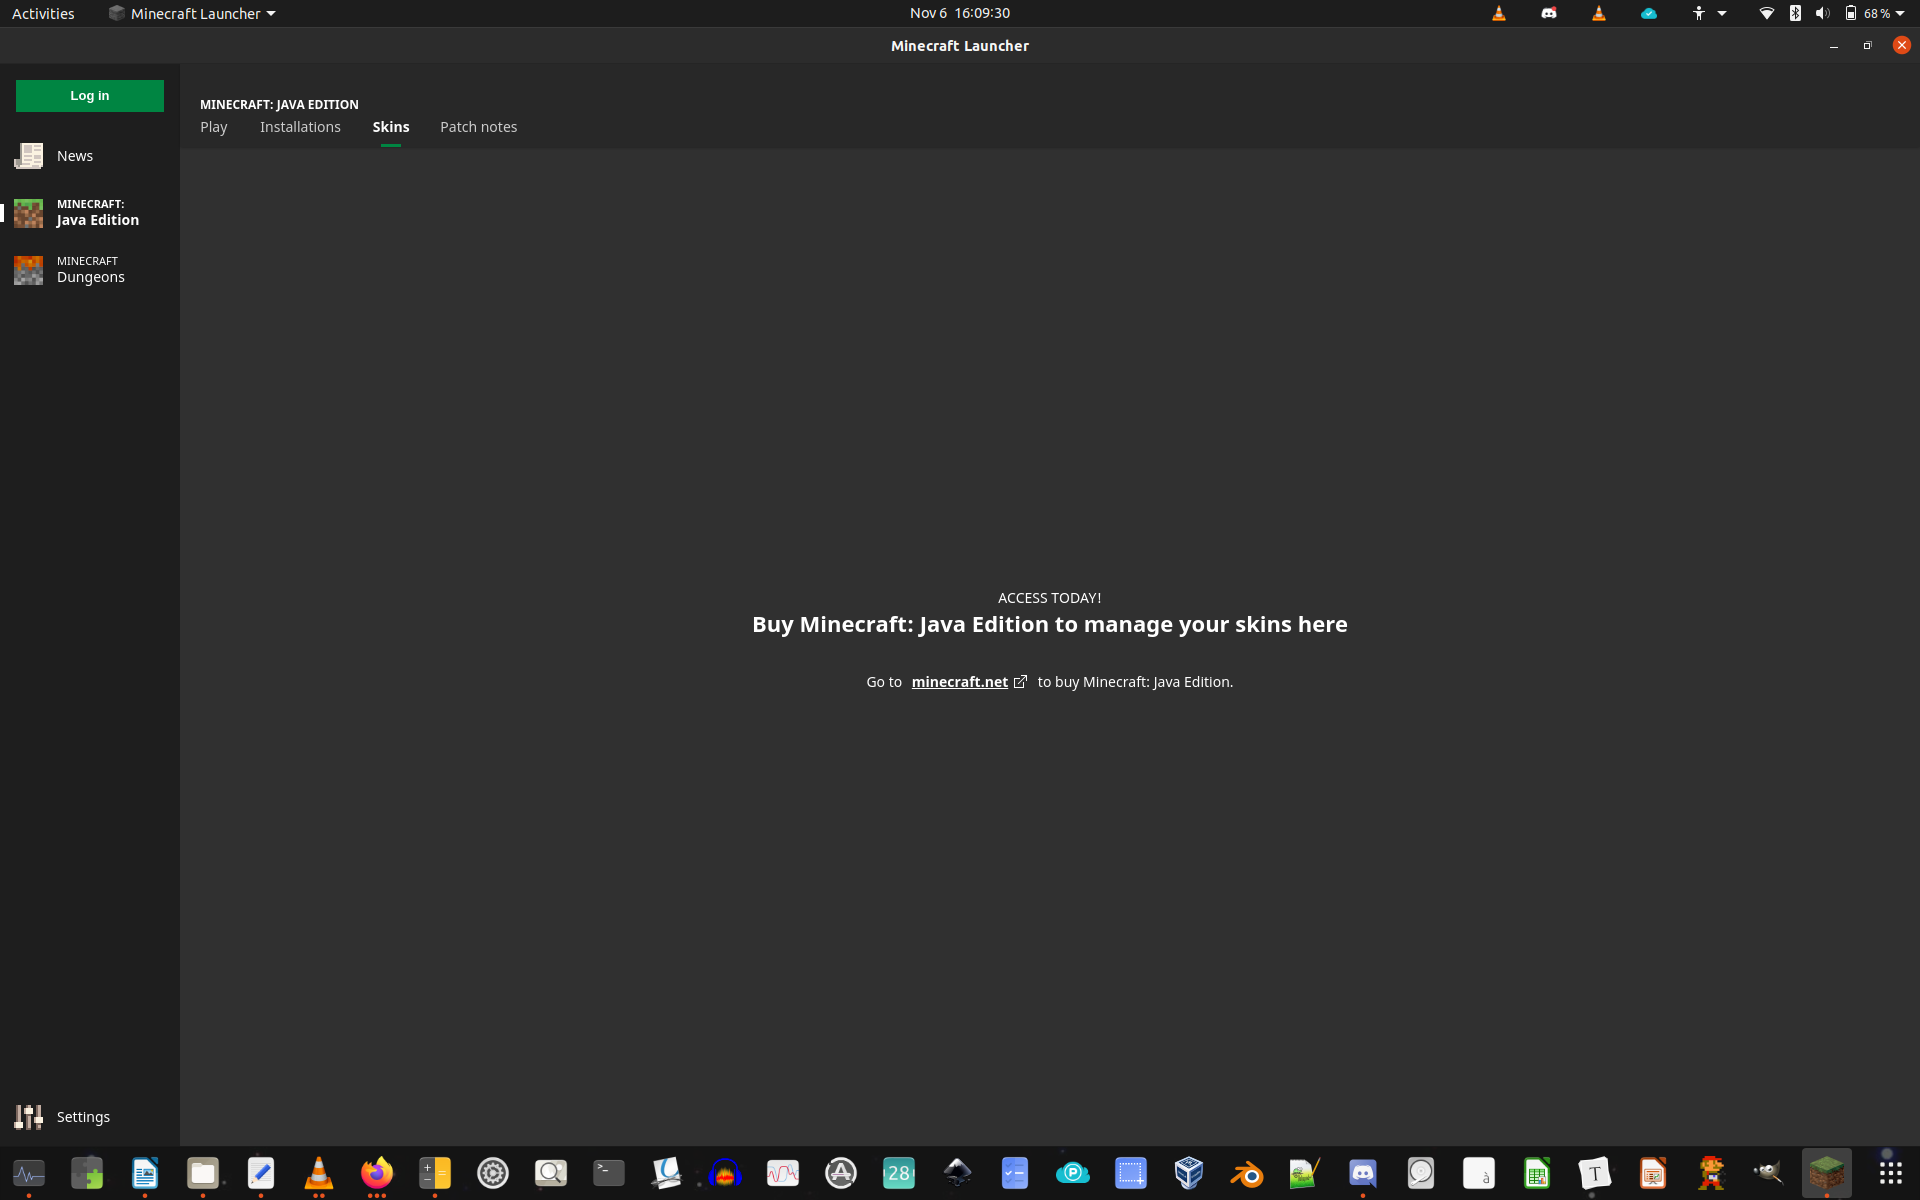 Activities
Minecraft Launcher
Nov 6 16:09:30
68 %
Minecraft Launcher
Log in
News
MINECRAFT:
Java Edition
MINECRAFT
Dungeons
Settings
MINECRAFT: JAVA EDITION
Play
Installations
Skins
Patch notes
ACCESS TODAY!
Buy Minecraft: Java Edition to manage your skins here
Go to minecraft.net to buy Minecraft: Java Edition.
>_
28
P
à
T